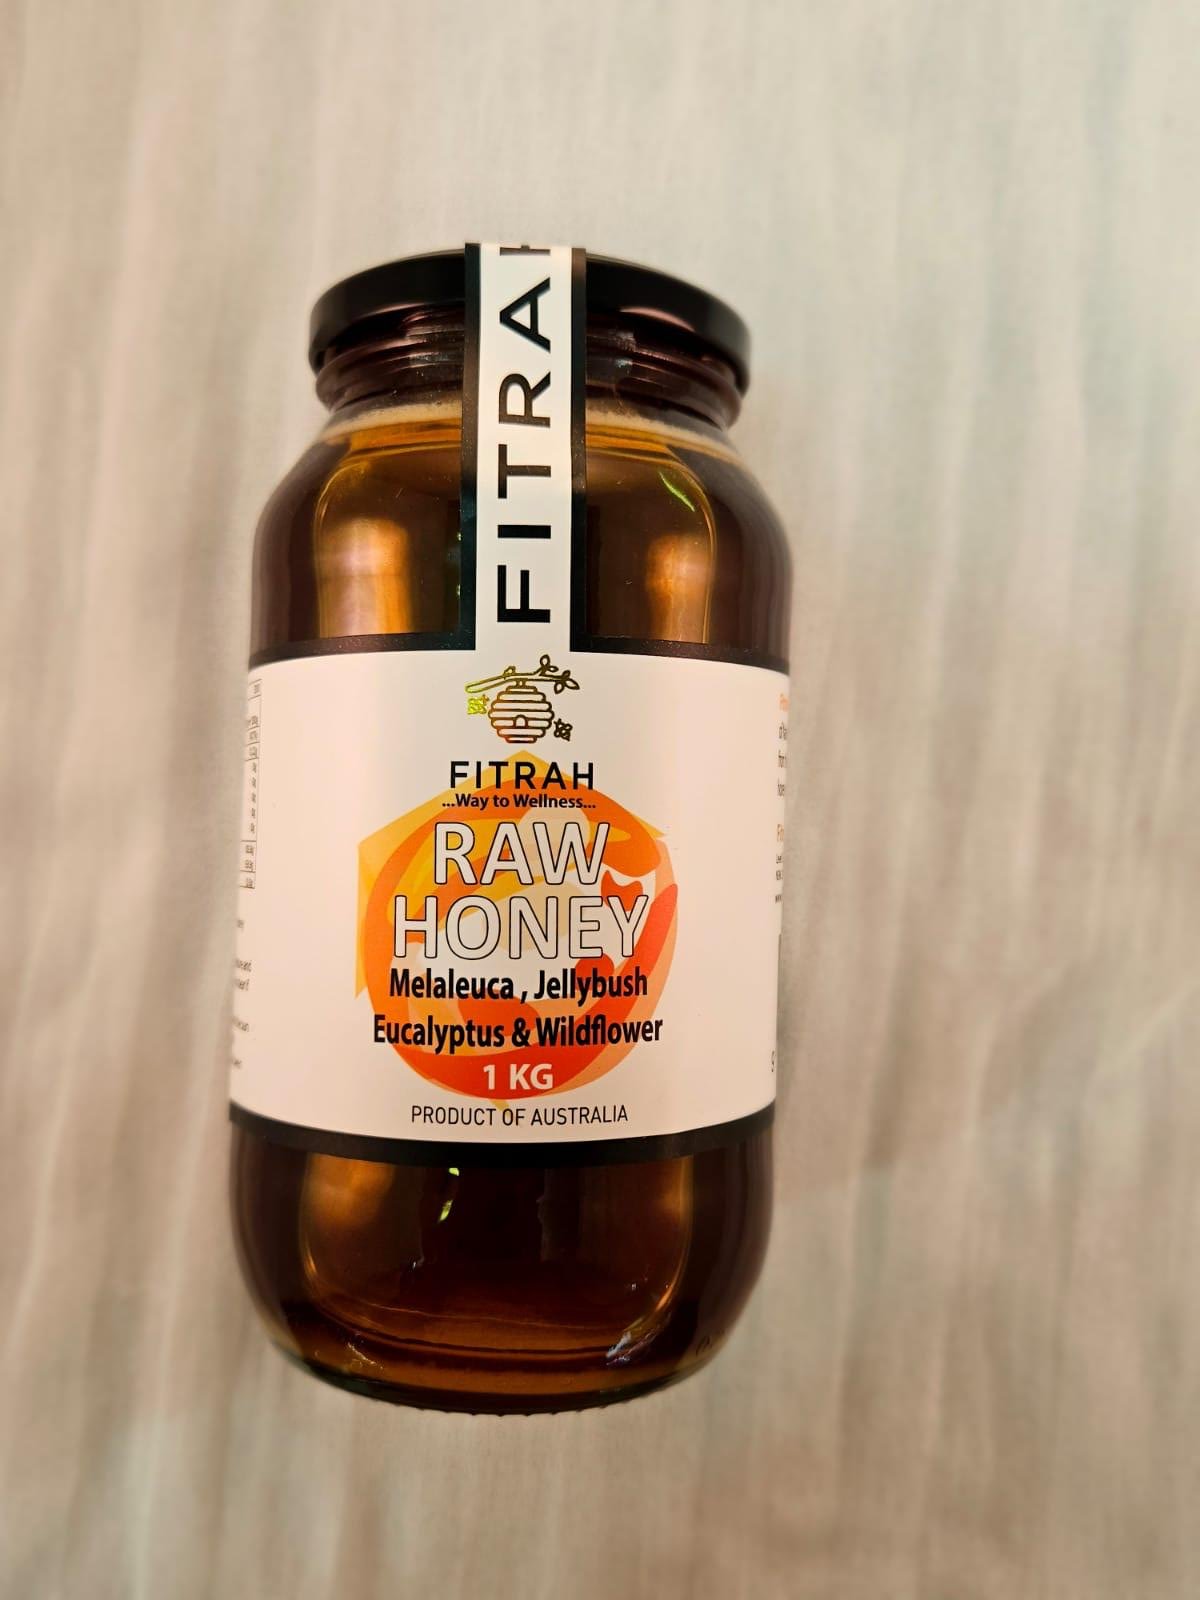 FITRAH
FITRAH
...Way to Wellness...
RAW
HONEY
Melaleuca , Jellybush
Eucalyptus & Wildflower
1 KG
PRODUCT OF AUSTRALIA